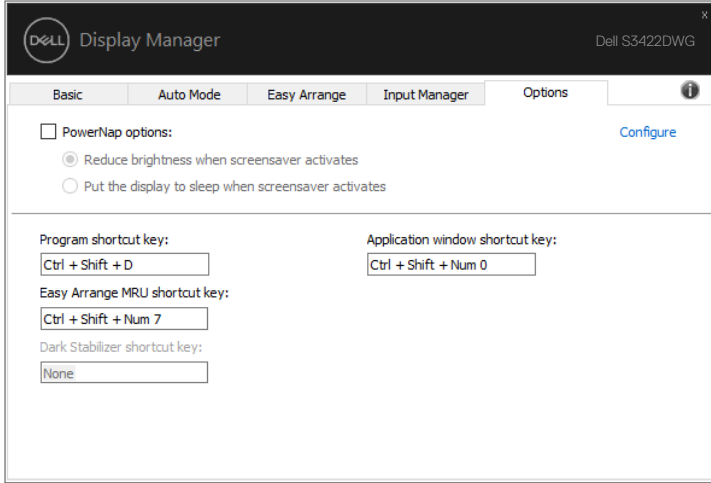 x
DELL Display Manager Dell S3422DWG
Basic Auto Mode Easy Arrange Input Manager Options i
PowerNap options: Configure
Reduce brightness when screensaver activates
Put the display to sleep when screensaver activates
Program shortcut key: Application window shortcut key:
Ctrl + Shift + D Ctrl + Shift + Num 0
Easy Arrange MRU shortcut key:
Ctrl + Shift + Num 7
Dark Stabilizer shortcut key:
None